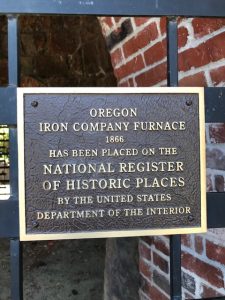 OREGON
IRON COMPANY FURNACE
1866
HAS BEEN PLACED ON THE
NATIONAL REGISTER
OF HISTORIC PLACES
BY THE UNITED STATES
DEPARTMENT OF THE INTERIOR